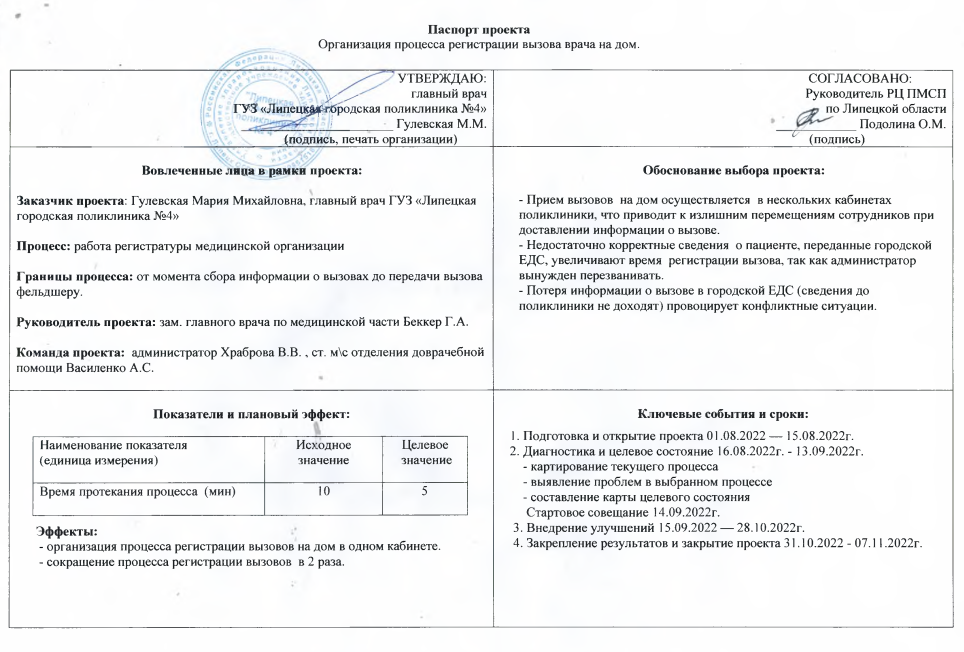 Паспорт проекта
Организация процесса регистрации вызова врача на дом.
УТВЕРЖДАЮ:
главный врач
ГУЗ «Липецкая городская поликлиника №4»
Гулевская М.М.
(подпись, печать организации)
СОГЛАСОВАНО:
Руководитель РЦ ПМСП
по Липецкой области
Подолина О.М.
(подпись)
Вовлеченные лица в рамки проекта:
Заказчик проекта: Гулевская Мария Михайловна, главный врач ГУЗ «Липецкая
городская поликлиника №4»
Процесс: работа регистратуры медицинской организации
Границы процесса: от момента сбора информации о вызовах до передачи вызова
фельдшеру.
Руководитель проекта: зам. главного врача по медицинской части Беккер Г.А.
Команда проекта: администратор Храброва В.В. , ст. м\с отделения доврачебной
помощи Василенко А.С.
Обоснование выбора проекта:
- Прием вызовов на дом осуществляется в нескольких кабинетах
поликлиники, что приводит к излишним перемещениям сотрудников при
доставлении информации о вызове.
- Недостаточно корректные сведения о пациенте, переданные городской
ЕДС, увеличивают время регистрации вызова, так как администратор
вынужден перезванивать.
- Потеря информации о вызове в городской ЕДС (сведения до
поликлиники не доходят) провоцирует конфликтные ситуации.
Показатели и плановый эффект:
Наименование показателя
(единица измерения)
Исходное
значение
Целевое
значение
Время протекания процесса (мин) 10 5
Эффекты:
- организация процесса регистрации вызовов на дом в одном кабинете.
- сокращение процесса регистрации вызовов в 2 раза.
Ключевые события и сроки:
1. Подготовка и открытие проекта 01.08.2022 — 15.08.2022г.
2. Диагностика и целевое состояние 16.08.2022г. - 13.09.2022г.
- картирование текущего процесса
- выявление проблем в выбранном процессе
- составление карты целевого состояния
Стартовое совещание 14.09.2022г.
3. Внедрение улучшений 15.09.2022 — 28.10.2022г.
4. Закрепление результатов и закрытие проекта 31.10.2022 - 07.11.2022г.